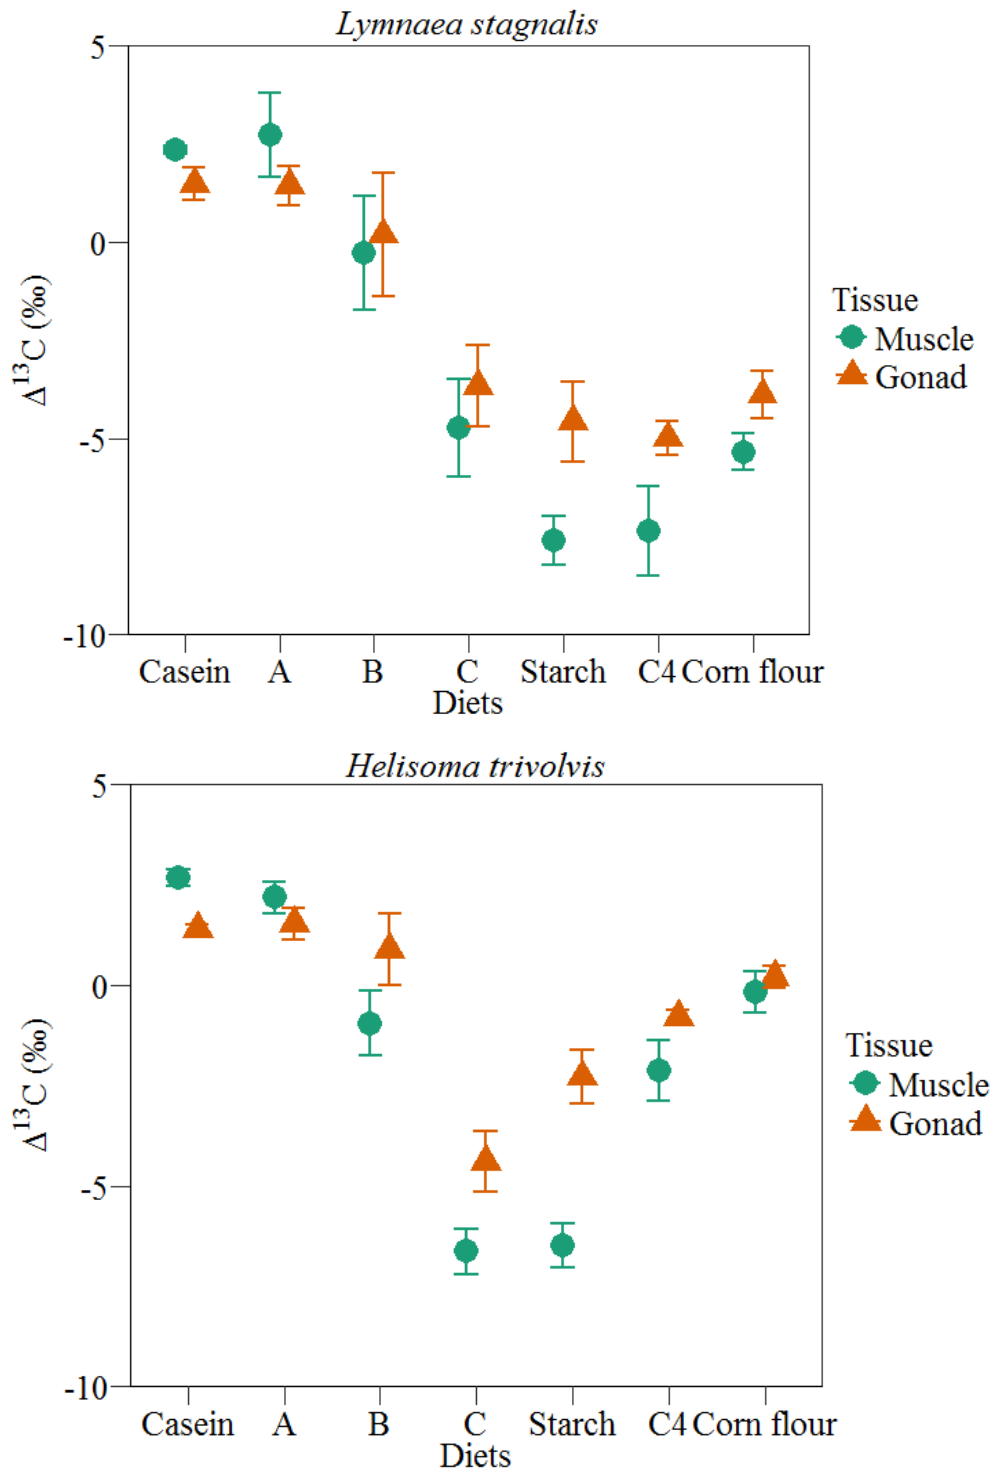 Lymnaea stagnalis
5
0
-5
-10
Δ13C (‰)
Casein A B C Starch C4 Corn flour
Diets
Tissue
Muscle
Gonad
Helisoma trivolvis
5
0
-5
-10
Δ13C (‰)
Casein A B C Starch C4 Corn flour
Diets
Tissue
Muscle
Gonad